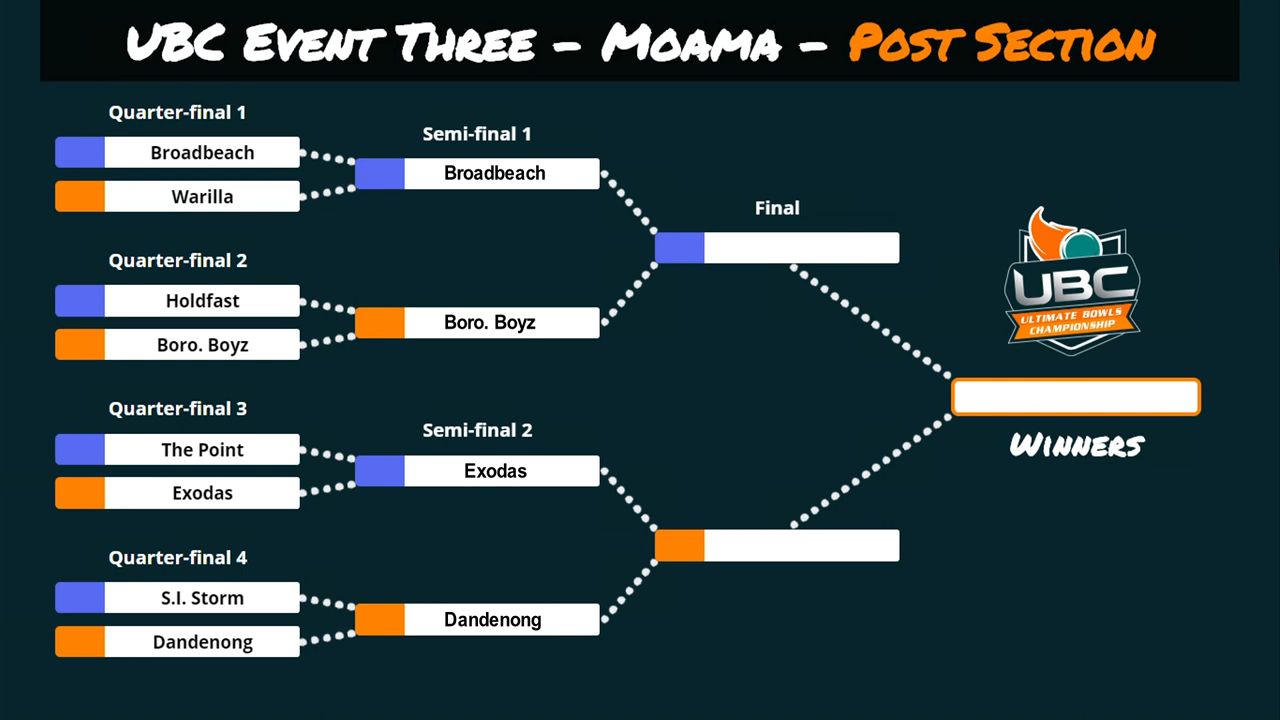 UBC EVENT THREE – MOAMA – POST SECTION
Quarter-final 1
Broadbeach
Warilla
Quarter-final 2
Holdfast
Boro. Boyz
Quarter-final 3
The Point
Exodas
Quarter-final 4
S.I. Storm
Dandenong
Semi-final 1
Broadbeach
Boro. Boyz
Semi-final 2
Exodas
Dandenong
Final
UBC
ULTIMATE BOWLS
CHAMPIONSHIP
WINNERS